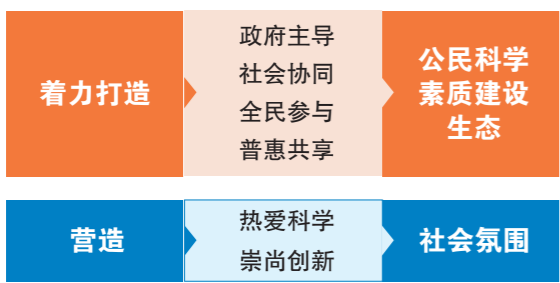 着力打造
政府主导
社会协同
全民参与
普惠共享
公民科学
素质建设
生态
营造
热爱科学
崇尚创新
社会氛围